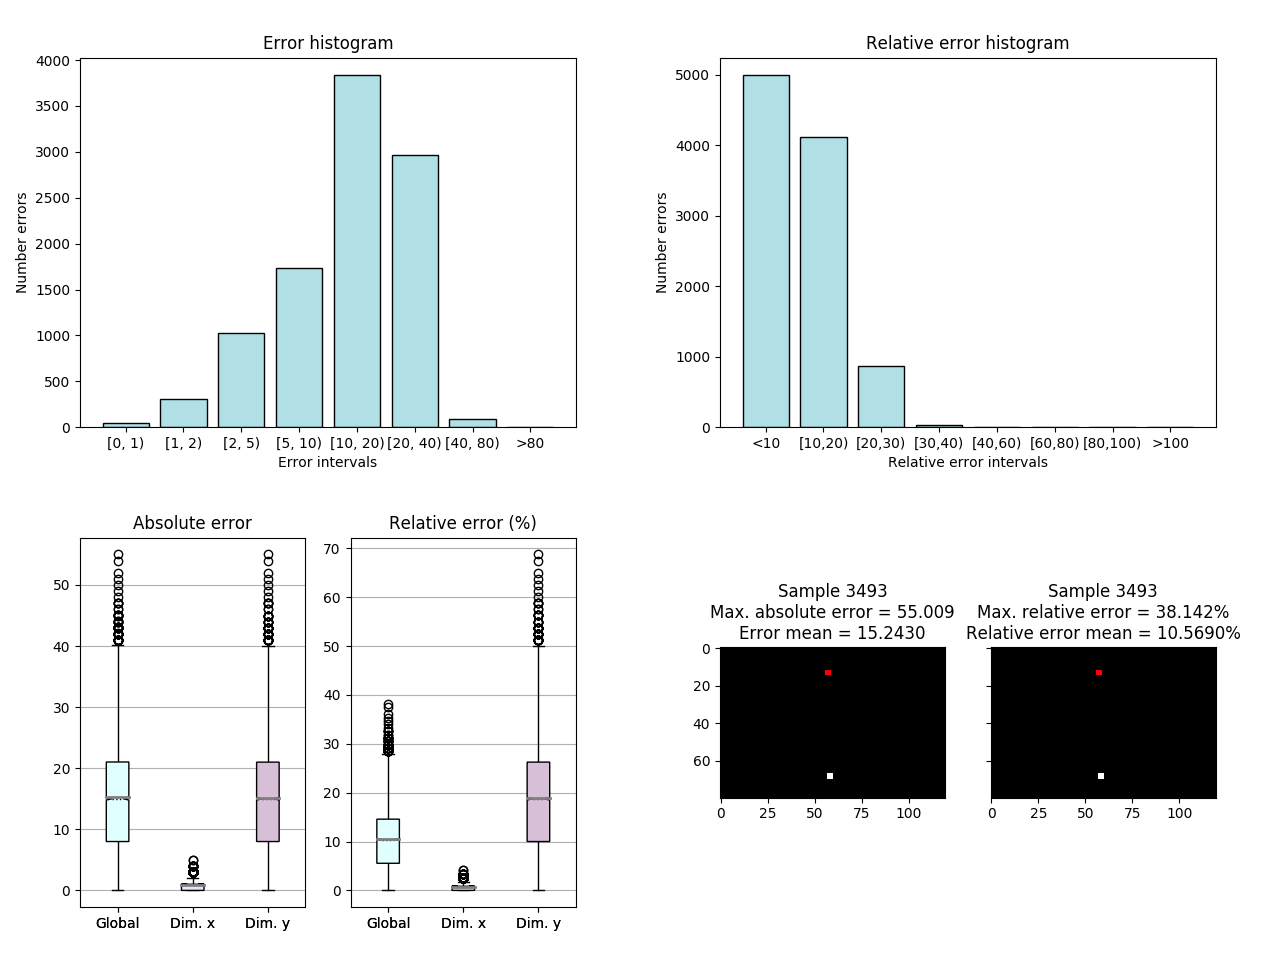 Error histogram
4000
3500
3000
2500
2000
1500
1000
500
0
Number errors
[0, 1) [1, 2) [2, 5) [5, 10) [10, 20) [20, 40) [40, 80) >80
Error intervals
Relative error histogram
5000
4000
3000
2000
1000
0
Number errors
<10 [10,20) [20,30) [30,40) [40,60) [60,80) [80,100) >100
Relative error intervals
Absolute error
50
40
30
20
10
0
Global Dim. x Dim. y
Relative error (%)
70
60
50
40
30
20
10
0
Global Dim. x Dim. y
Sample 3493
Max. absolute error = 55.009
Error mean = 15.2430
0
20
40
60
0 25 50 75 100
Sample 3493
Max. relative error = 38.142%
Relative error mean = 10.5690%
0 25 50 75 100